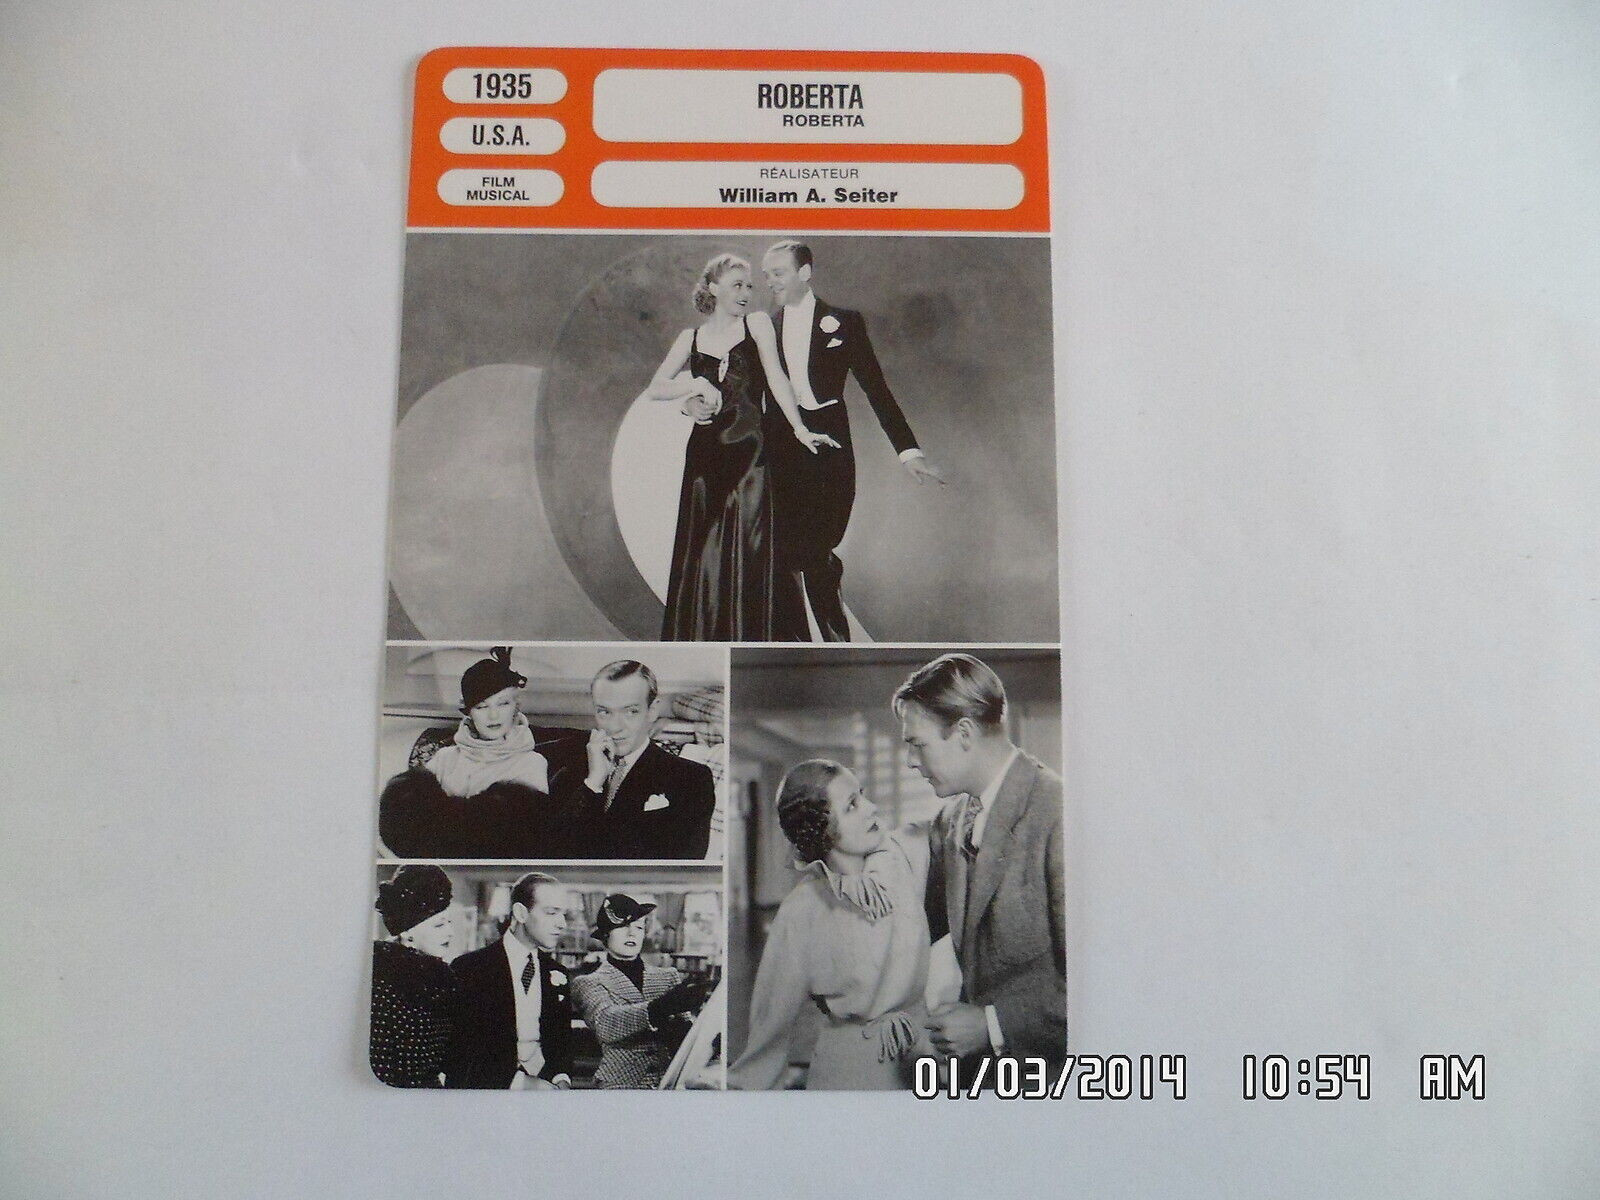 1935
U.S.A.
FILM
MUSICAL
ROBERTA
ROBERTA
RÉALISATEUR
William A. Seiter
01/03/2014 10:54 AM